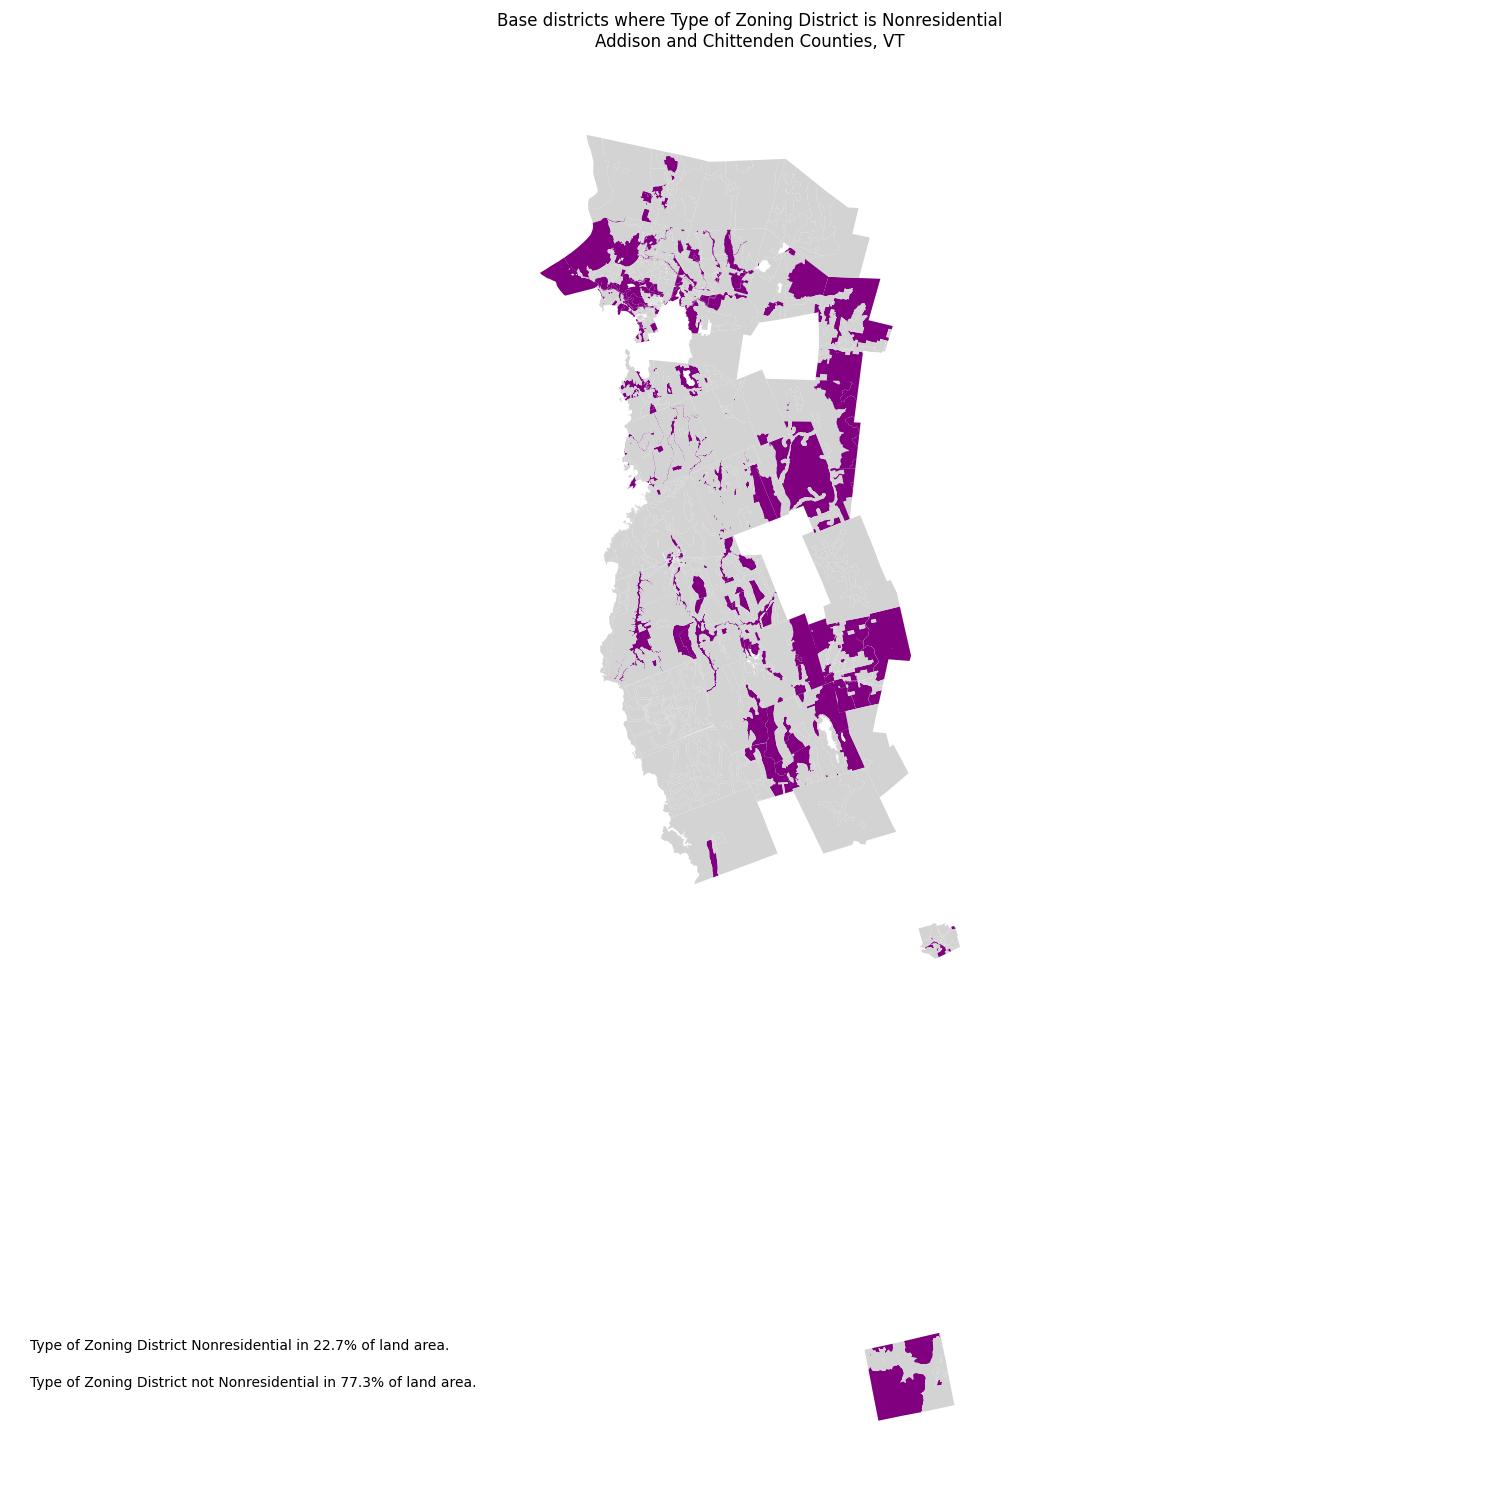 Base districts where Type of Zoning District is Nonresidential
Addison and Chittenden Counties, VT
Type of Zoning District Nonresidential in 22.7% of land area.
Type of Zoning District not Nonresidential in 77.3% of land area.